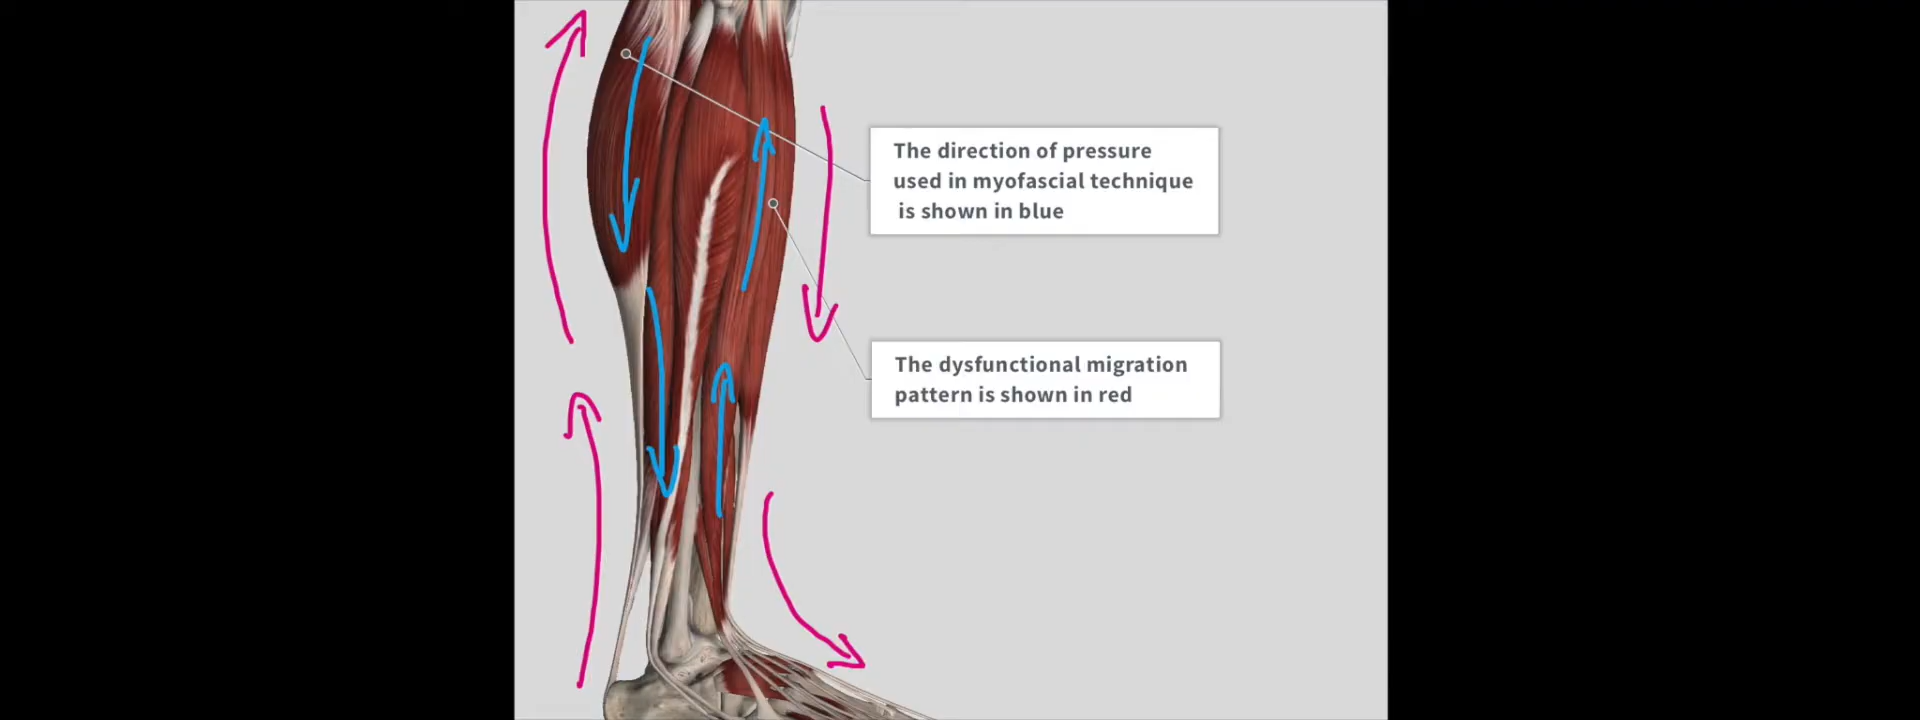 The direction of pressure
used in myofascial technique
is shown in blue
The dysfunctional migration
pattern is shown in red